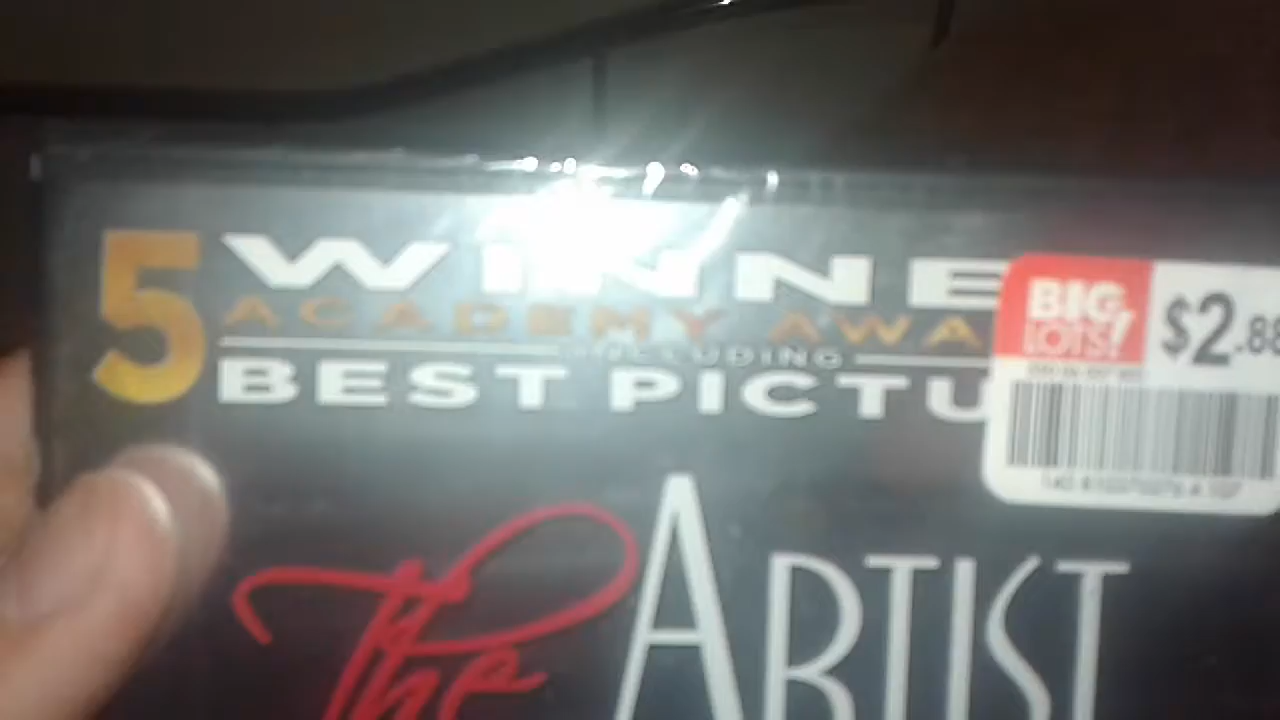 5 WINNE
ACADEMY AWA
INCLUDING
BEST PICTU
BIG LOTS!
$2.88
The ARTIST